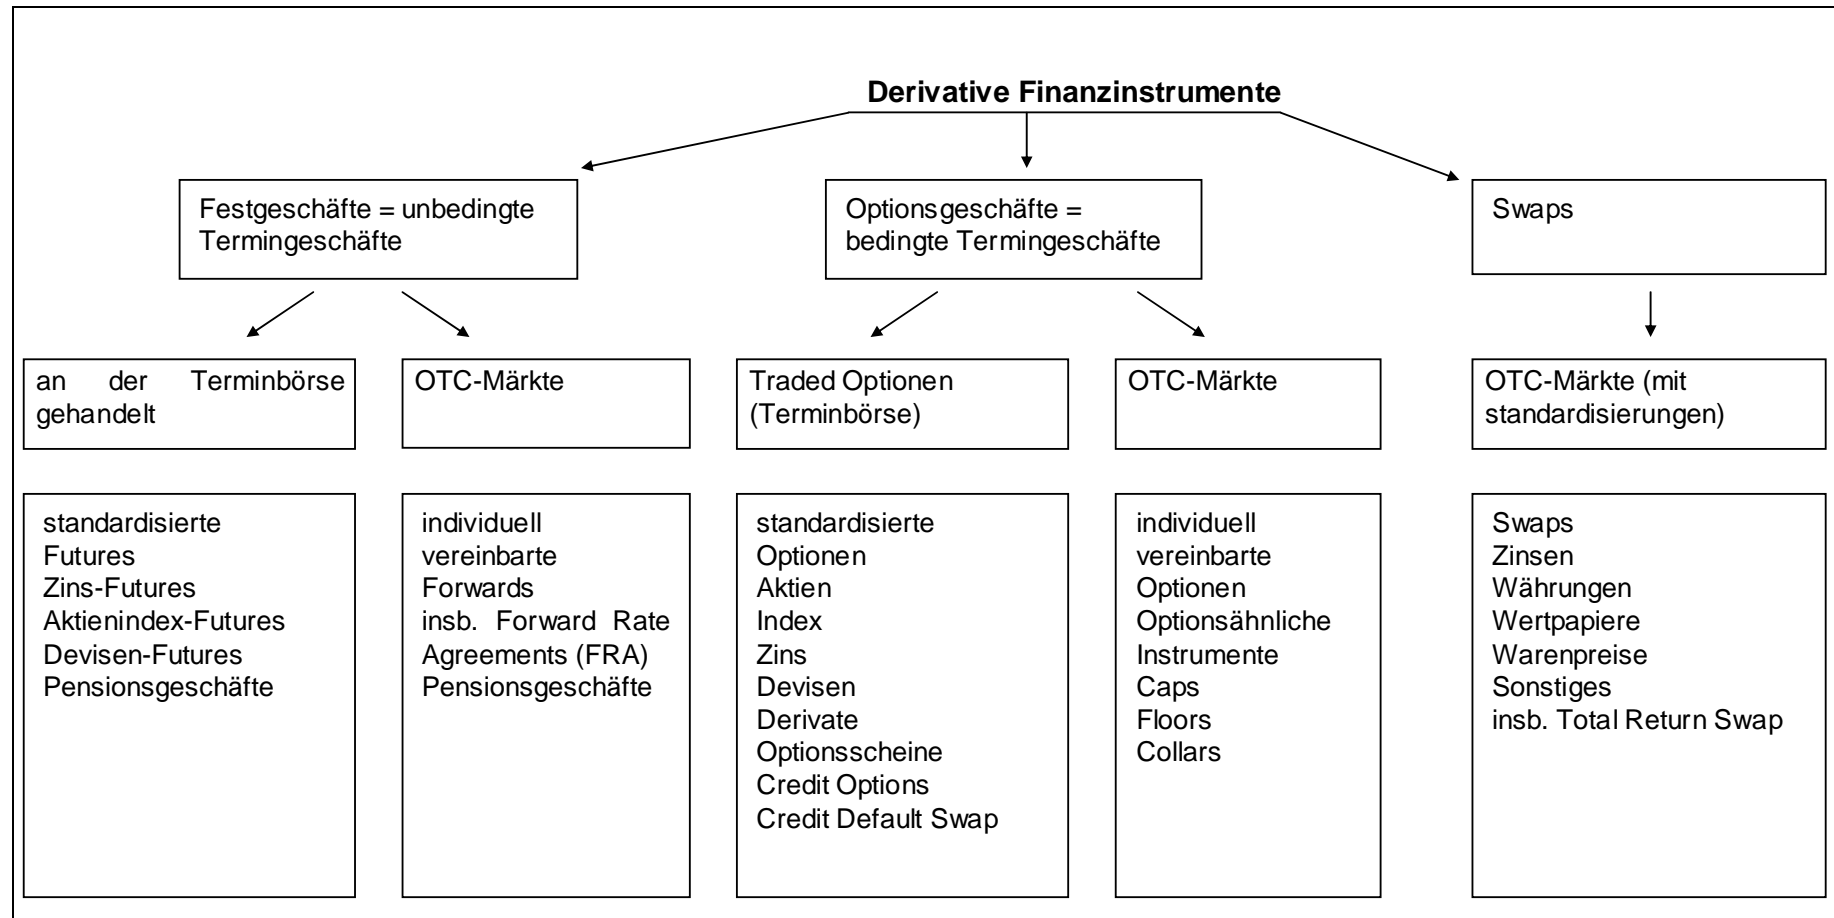 Derivative Finanzinstrumente
Festgeschäfte = unbedingte
Termingeschäfte
Optionsgeschäfte =
bedingte Termingeschäfte
Swaps
an der Terminbörse
gehandelt
OTC-Märkte
Traded Optionen
(Terminbörse)
OTC-Märkte
OTC-Märkte (mit
standardisierungen)
standardisierte
Futures
Zins-Futures
Aktienindex-Futures
Devisen-Futures
Pensionsgeschäfte
individuell
vereinbarte
Forwards
insb. Forward Rate
Agreements (FRA)
Pensionsgeschäfte
standardisierte
Optionen
Aktien
Index
Zins
Devisen
Derivate
Optionsscheine
Credit Options
Credit Default Swap
individuell
vereinbarte
Optionen
Optionsähnliche
Instrumente
Caps
Floors
Collars
Swaps
Zinsen
Währungen
Wertpapiere
Warenpreise
Sonstiges
insb. Total Return Swap